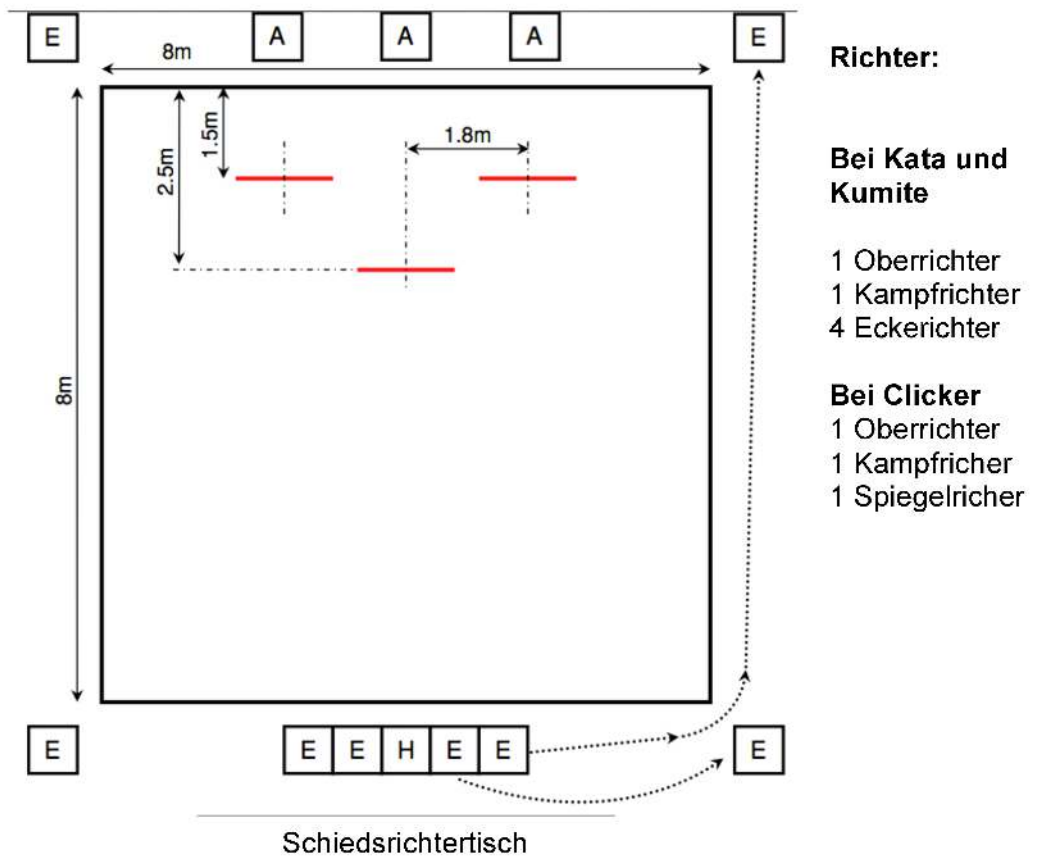 E A A A E
8m
1.5m
2.5m
1.8m
8m
E E E H E E E
Schiedsrichtertisch
Richter:
Bei Kata und
Kumite
1 Oberrichter
1 Kampfrichter
4 Eckerichter
Bei Clicker
1 Oberrichter
1 Kampfricher
1 Spiegelricher